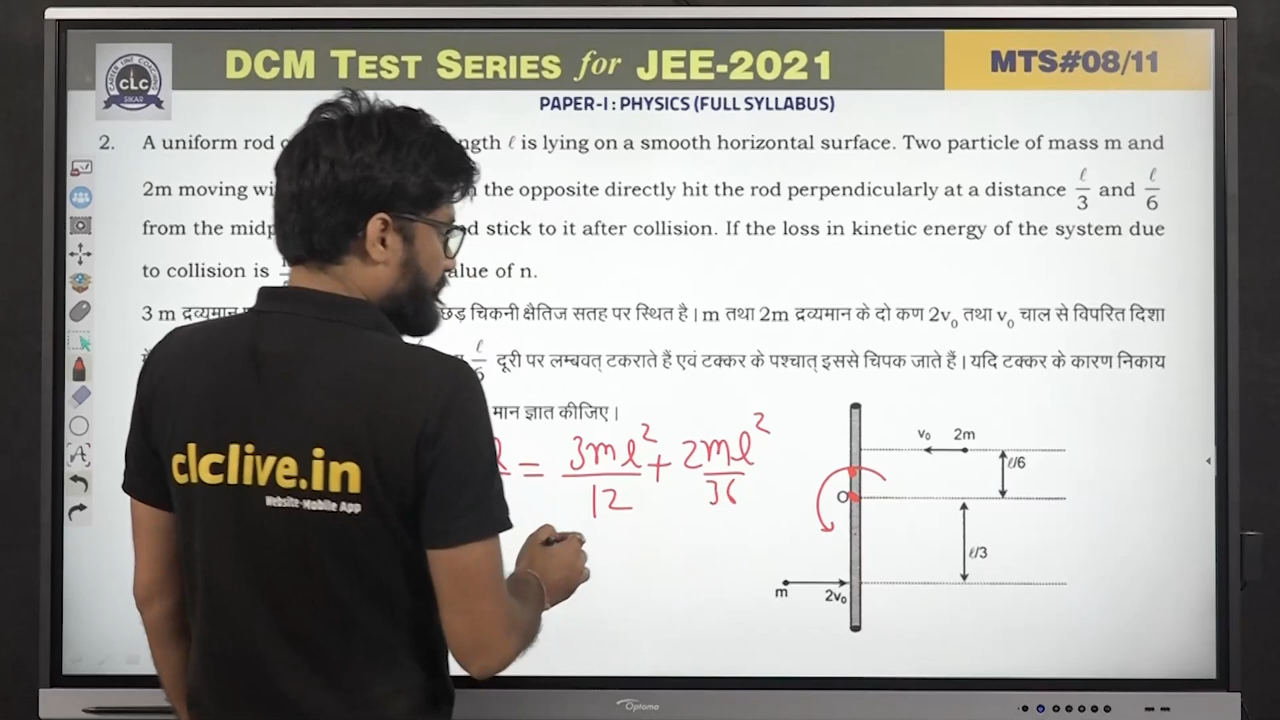 DCM TEST SERIES for JEE-2021
MTS#08/11
CAREER LINE COACHING
CLC
SIKAR
PAPER-I : PHYSICS (FULL SYLLABUS)
2. A uniform rod ℓ is lying on a smooth horizontal surface. Two particle of mass m and
2m moving the opposite directly hit the rod perpendicularly at a distance ℓ/3 and ℓ/6
from the stick to it after collision. If the loss in kinetic energy of the system due
to collision is of n.
3 m द्रव्यमान छड़ चिकनी क्षैतिज सतह पर स्थित है। m तथा 2m द्रव्यमान के दो कण 2v₀ तथा v₀ चाल से विपरित दिशा
ℓ/6 दूरी पर लम्बवत् टकराते हैं एवं टक्कर के पश्चात् इससे चिपक जाते हैं। यदि टक्कर के कारण निकाय
मान ज्ञात कीजिए।
= 3mℓ²/12 + 2mℓ²/36
v₀ 2m
ℓ/6
O
ℓ/3
m 2v₀
clclive.in
Website-Mobile App
Optoma